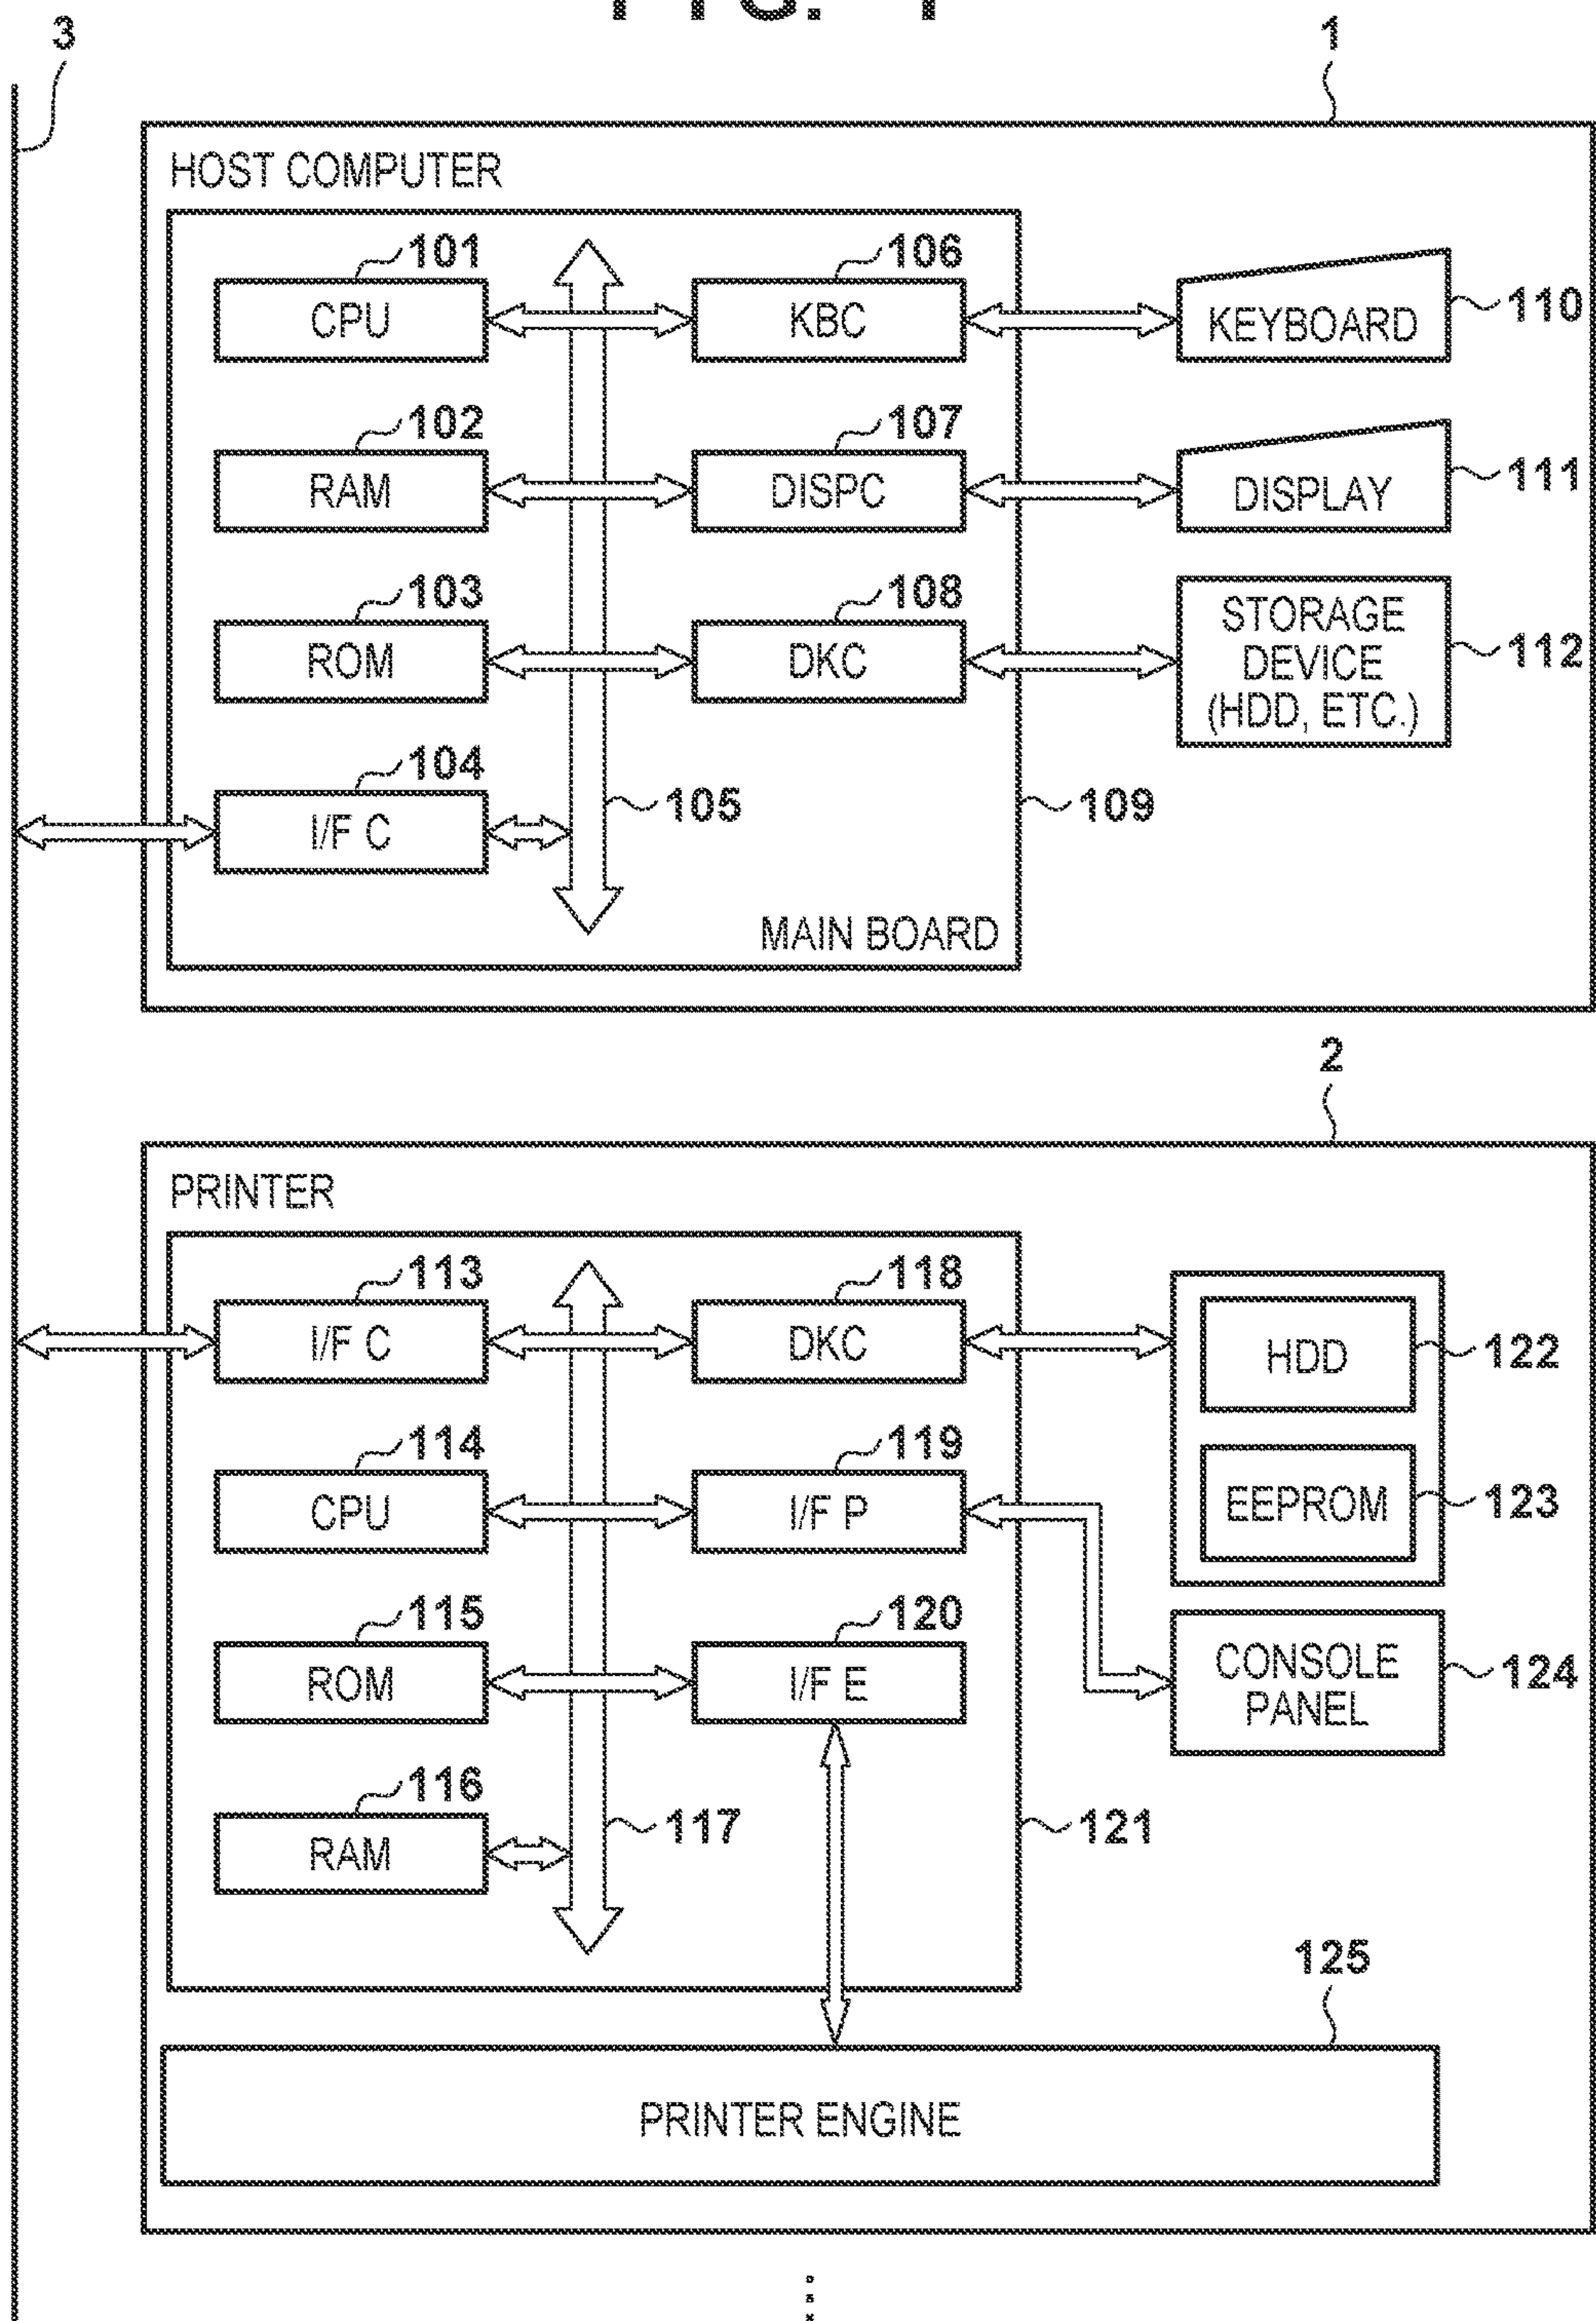 FIG. 1
3
1
HOST COMPUTER
101
106
CPU
KBC
KEYBOARD
110
102
107
RAM
DISPC
DISPLAY
111
103
108
ROM
DKC
STORAGE
DEVICE
(HDD, ETC.)
112
104
I/F C
105
109
MAIN BOARD
2
PRINTER
113
118
I/F C
DKC
HDD
122
114
119
CPU
I/F P
EEPROM
123
115
120
ROM
I/F E
CONSOLE
PANEL
124
116
RAM
117
121
125
PRINTER ENGINE